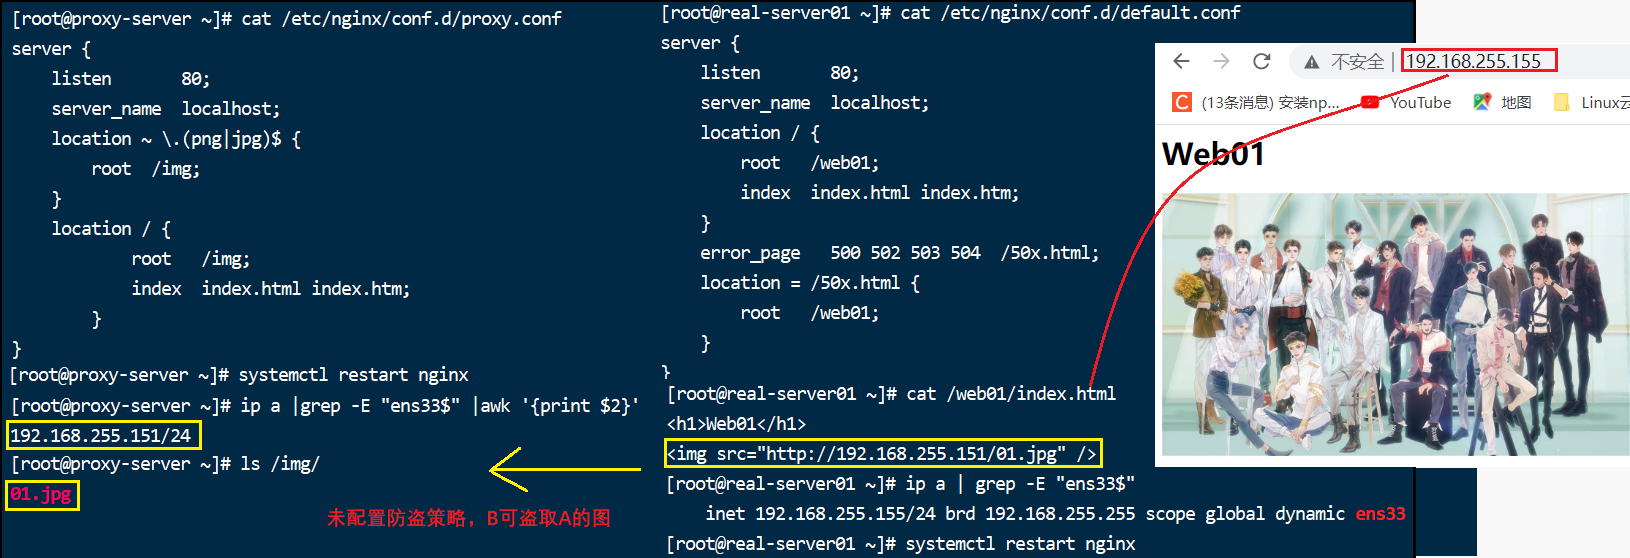 [root@proxy-server ~]# cat /etc/nginx/conf.d/proxy.conf
server {
    listen       80;
    server_name  localhost;
    location ~ \.(png|jpg)$ {
        root  /img;
    }
    location / {
            root   /img;
            index  index.html index.htm;
        }
}
[root@proxy-server ~]# systemctl restart nginx
[root@proxy-server ~]# ip a |grep -E "ens33$" |awk '{print $2}'
192.168.255.151/24
[root@proxy-server ~]# ls /img/
01.jpg
未配置防盗策略，B可盗取A的图
[root@real-server01 ~]# cat /etc/nginx/conf.d/default.conf
server {
    listen       80;
    server_name  localhost;
    location / {
        root   /web01;
        index  index.html index.htm;
    }
    error_page   500 502 503 504  /50x.html;
    location = /50x.html {
        root   /web01;
    }
}
[root@real-server01 ~]# cat /web01/index.html
<h1>Web01</h1>
<img src="http://192.168.255.151/01.jpg" />
[root@real-server01 ~]# ip a | grep -E "ens33$"
    inet 192.168.255.155/24 brd 192.168.255.255 scope global dynamic ens33
[root@real-server01 ~]# systemctl restart nginx
不安全 | 192.168.255.155
C (13条消息) 安装np... YouTube 地图 Linux云
Web01